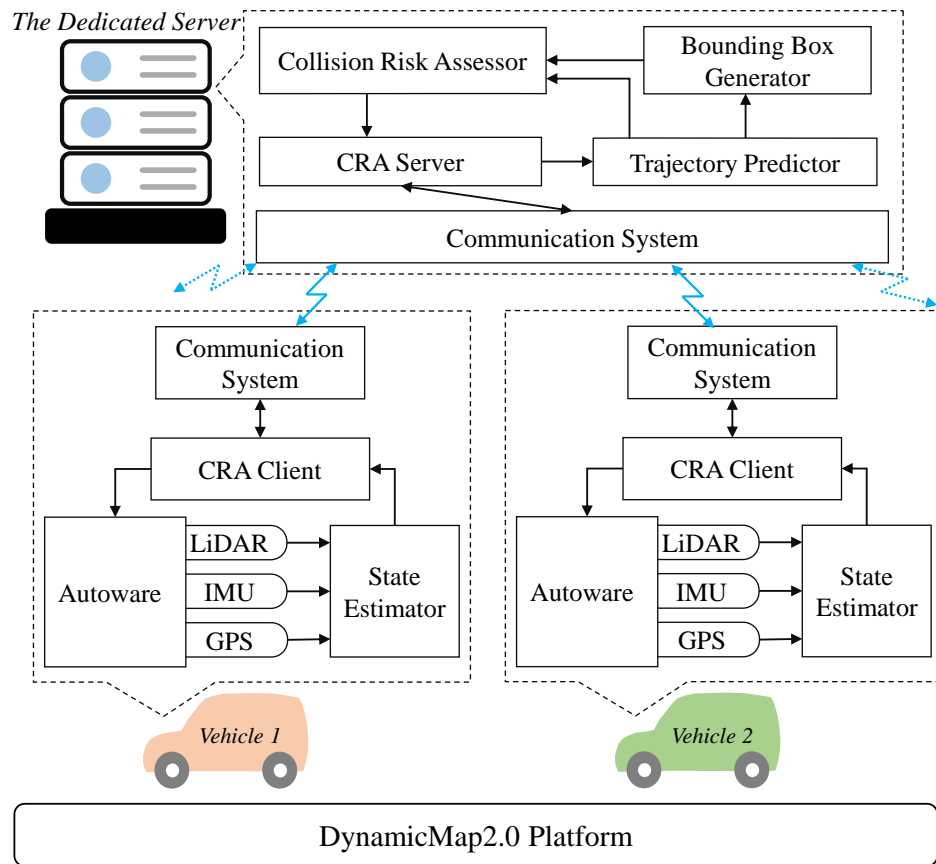 The Dedicated Server
Collision Risk Assessor
Bounding Box
Generator
CRA Server
Trajectory Predictor
Communication System
Communication
System
CRA Client
Autoware
LiDAR
IMU
GPS
State
Estimator
Vehicle 1
Communication
System
CRA Client
Autoware
LiDAR
IMU
GPS
State
Estimator
Vehicle 2
DynamicMap2.0 Platform